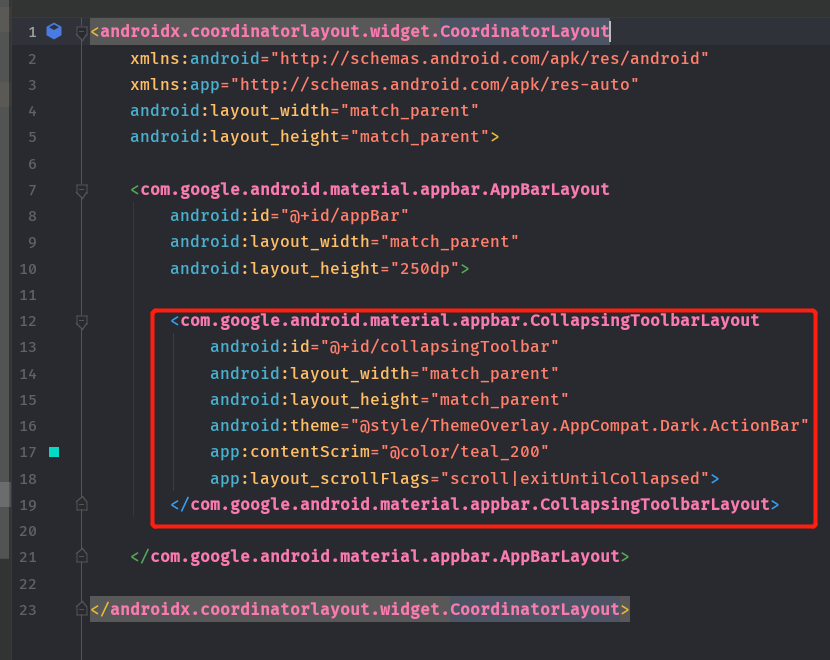 1 <androidx.coordinatorlayout.widget.CoordinatorLayout
2 xmlns:android="http://schemas.android.com/apk/res/android"
3 xmlns:app="http://schemas.android.com/apk/res-auto"
4 android:layout_width="match_parent"
5 android:layout_height="match_parent">
6
7 <com.google.android.material.appbar.AppBarLayout
8 android:id="@+id/appBar"
9 android:layout_width="match_parent"
10 android:layout_height="250dp">
11
12 <com.google.android.material.appbar.CollapsingToolbarLayout
13 android:id="@+id/collapsingToolbar"
14 android:layout_width="match_parent"
15 android:layout_height="match_parent"
16 android:theme="@style/ThemeOverlay.AppCompat.Dark.ActionBar"
17 app:contentScrim="@color/teal_200"
18 app:layout_scrollFlags="scroll|exitUntilCollapsed">
19 </com.google.android.material.appbar.CollapsingToolbarLayout>
20
21 </com.google.android.material.appbar.AppBarLayout>
22
23 </androidx.coordinatorlayout.widget.CoordinatorLayout>